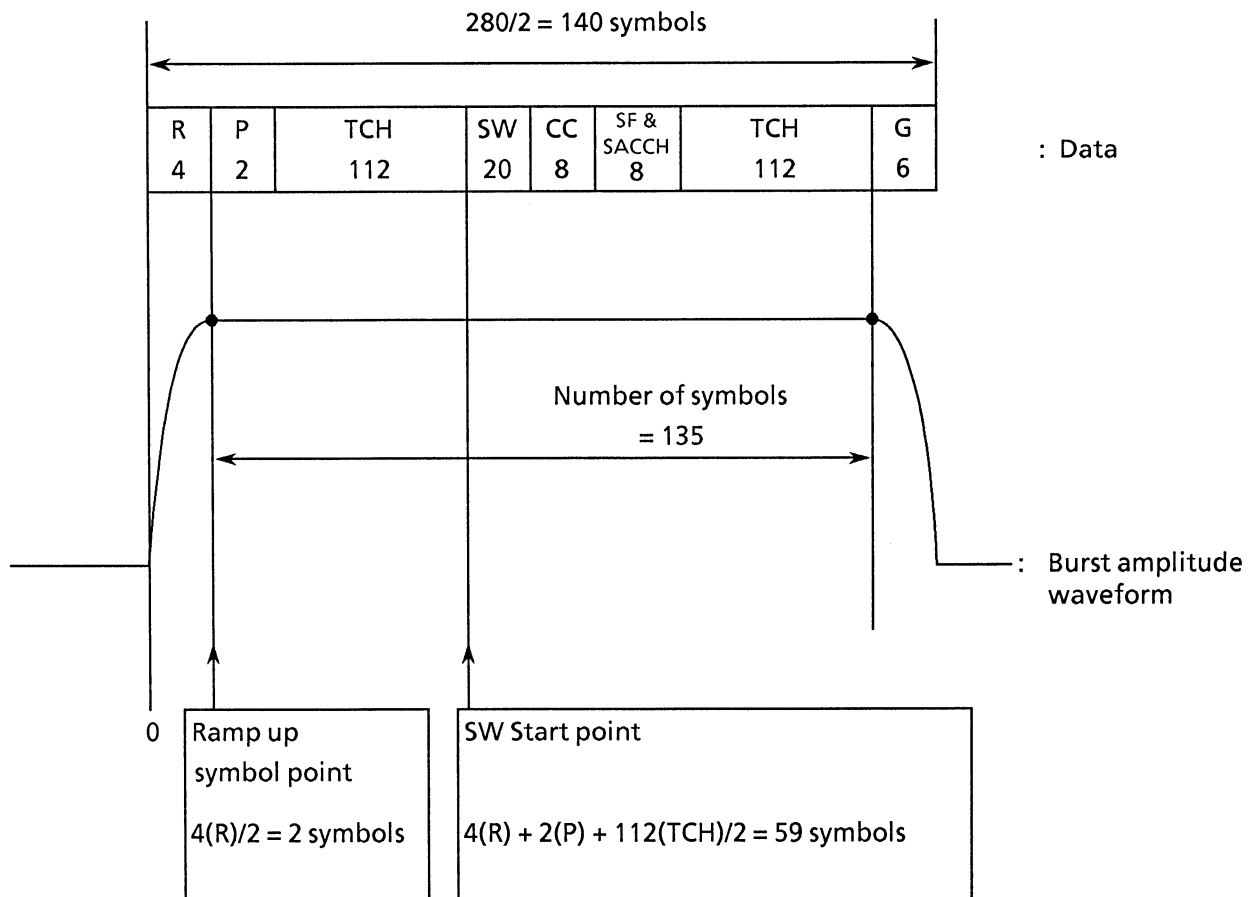 280/2 = 140 symbols
R P TCH SW CC SF & SACCH TCH G
4 2 112 20 8 8 112 6
: Data
Number of symbols
= 135
: Burst amplitude
waveform
0
Ramp up
symbol point
4(R)/2 = 2 symbols
SW Start point
4(R) + 2(P) + 112(TCH)/2 = 59 symbols